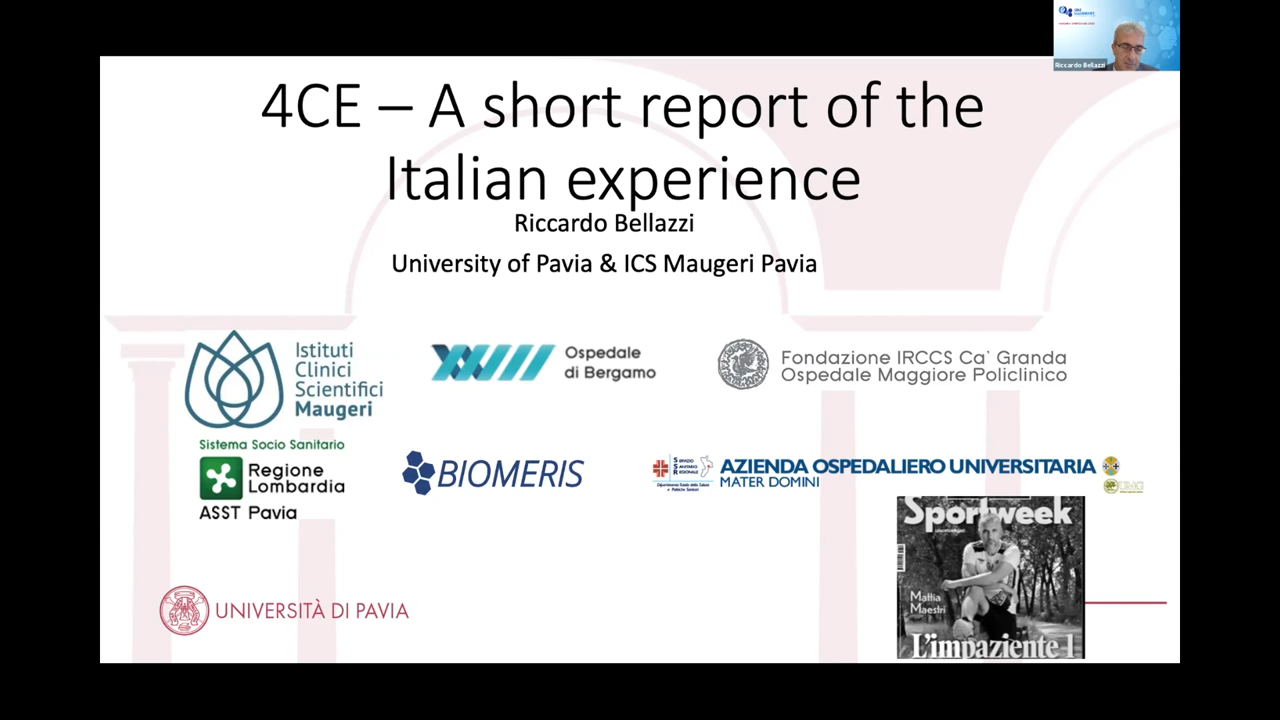 Riccardo Bellazzi
4CE – A short report of the
Italian experience
Riccardo Bellazzi
University of Pavia & ICS Maugeri Pavia
Istituti
Clinici
Scientifici
Maugeri
Ospedale
di Bergamo
Fondazione IRCCS Ca' Granda
Ospedale Maggiore Policlinico
Sistema Socio Sanitario
Regione
Lombardia
ASST Pavia
BIOMERIS
AZIENDA OSPEDALIERO UNIVERSITARIA
MATER DOMINI
UMG
Sportweek
Mattia
Maestri
L'impaziente 1
UNIVERSITÀ DI PAVIA